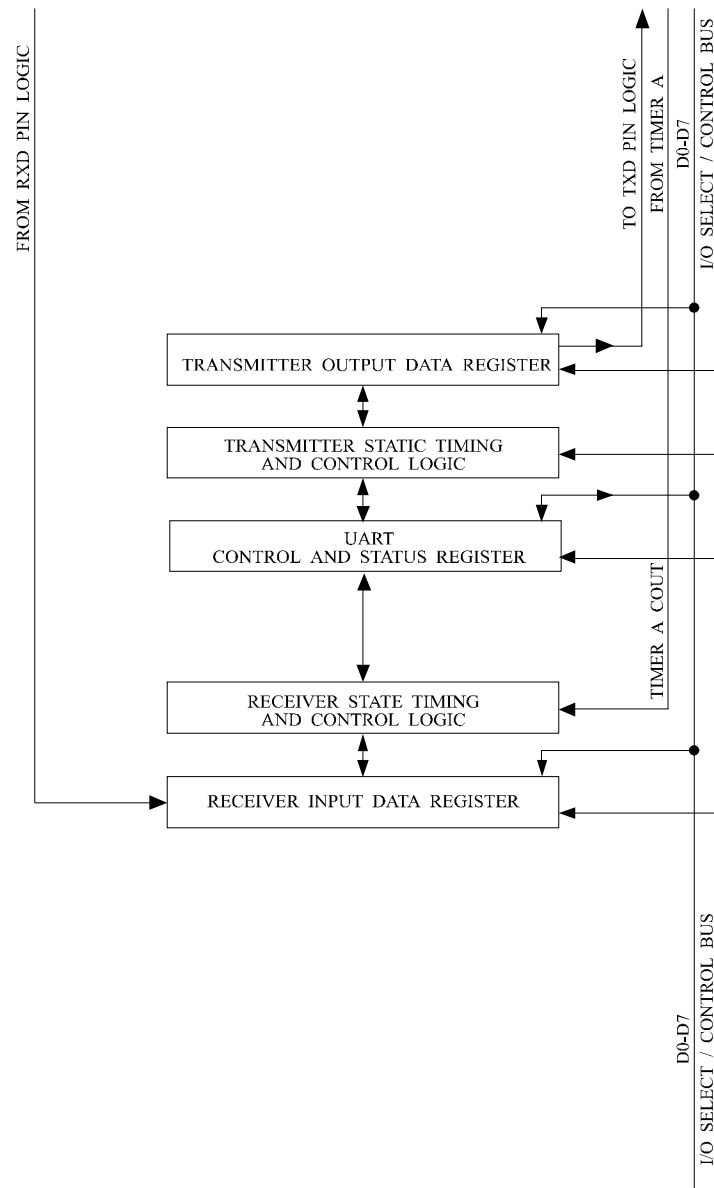 FROM RXD PIN LOGIC
TO TXD PIN LOGIC
FROM TIMER A
D0-D7
I/O SELECT / CONTROL BUS
TRANSMITTER OUTPUT DATA REGISTER
TRANSMITTER STATIC TIMING
AND CONTROL LOGIC
UART
CONTROL AND STATUS REGISTER
TIMER A COUT
RECEIVER STATE TIMING
AND CONTROL LOGIC
RECEIVER INPUT DATA REGISTER
D0-D7
I/O SELECT / CONTROL BUS